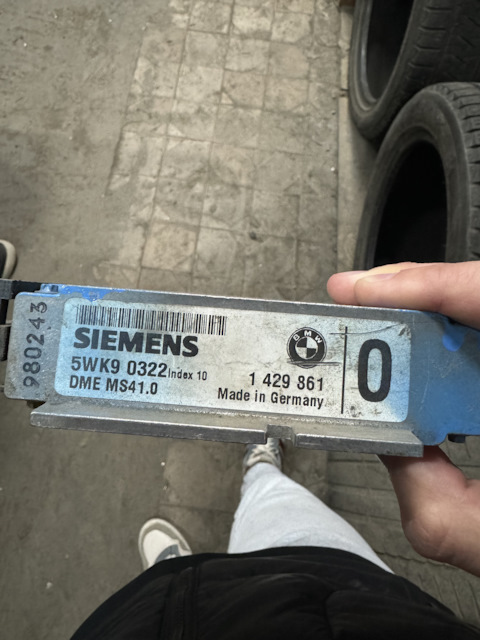 980243
SIEMENS
5WK9 0322 Index 10
DME MS41.0
BMW
1 429 861
Made in Germany
0